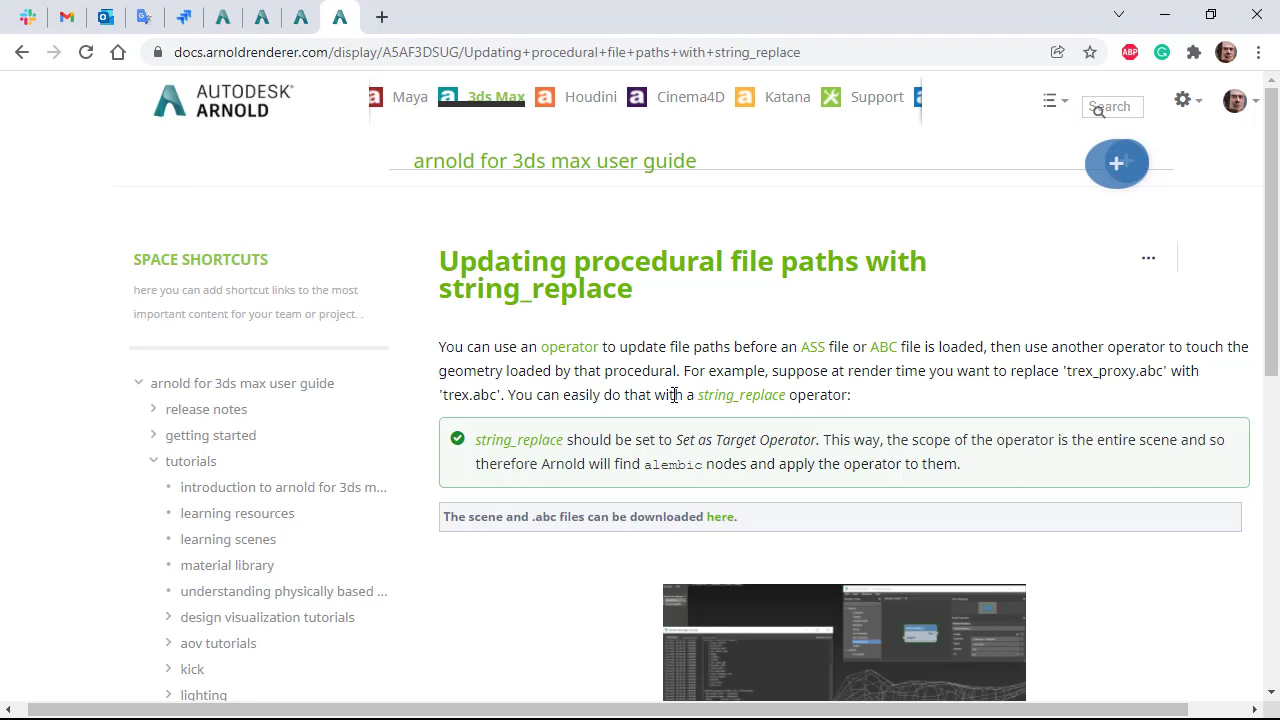 docs.arnoldrenderer.com/display/A5AF3DSUG/Updating+procedural+file+paths+with+string_replace
ABP
AUTODESK
ARNOLD
Maya
3ds Max
Houdini
Cinema4D
Katana
Support
Search
arnold for 3ds max user guide
SPACE SHORTCUTS
here you can add shortcut links to the most
important content for your team or project. .
arnold for 3ds max user guide
release notes
getting started
tutorials
introduction to arnold for 3ds m...
learning resources
learning scenes
material library
understanding physically based ...
design visualization tutorials
aov tutorials
kick
lighting
Updating procedural file paths with
string_replace
You can use an operator to update file paths before an ASS file or ABC file is loaded, then use another operator to touch the
geometry loaded by that procedural. For example, suppose at render time you want to replace 'trex_proxy.abc' with
'trex.abc'. You can easily do that with a string_replace operator:
string_replace should be set to Set as Target Operator. This way, the scope of the operator is the entire scene and so
therefore Arnold will find alembic nodes and apply the operator to them.
The scene and .abc files can be downloaded here.